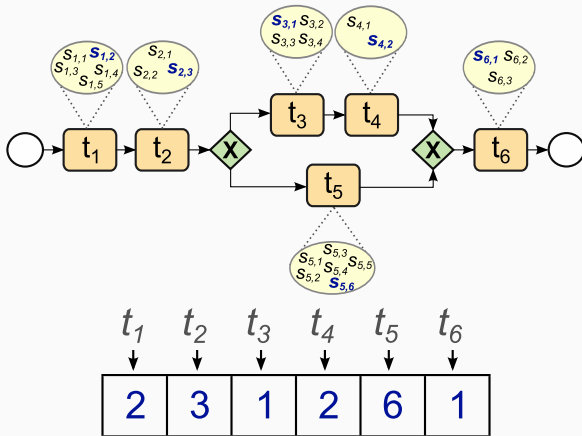 s1,1 s1,2
s1,3 s1,4
s1,5
s2,1
s2,2 s2,3
s3,1 s3,2
s3,3 s3,4
s4,1
s4,2
s6,1 s6,2
s6,3
t1 t2 X t3 t4 X t6
t5
s5,3
s5,1 s5,5
s5,4
s5,2
s5,6
t1 t2 t3 t4 t5 t6
2 3 1 2 6 1